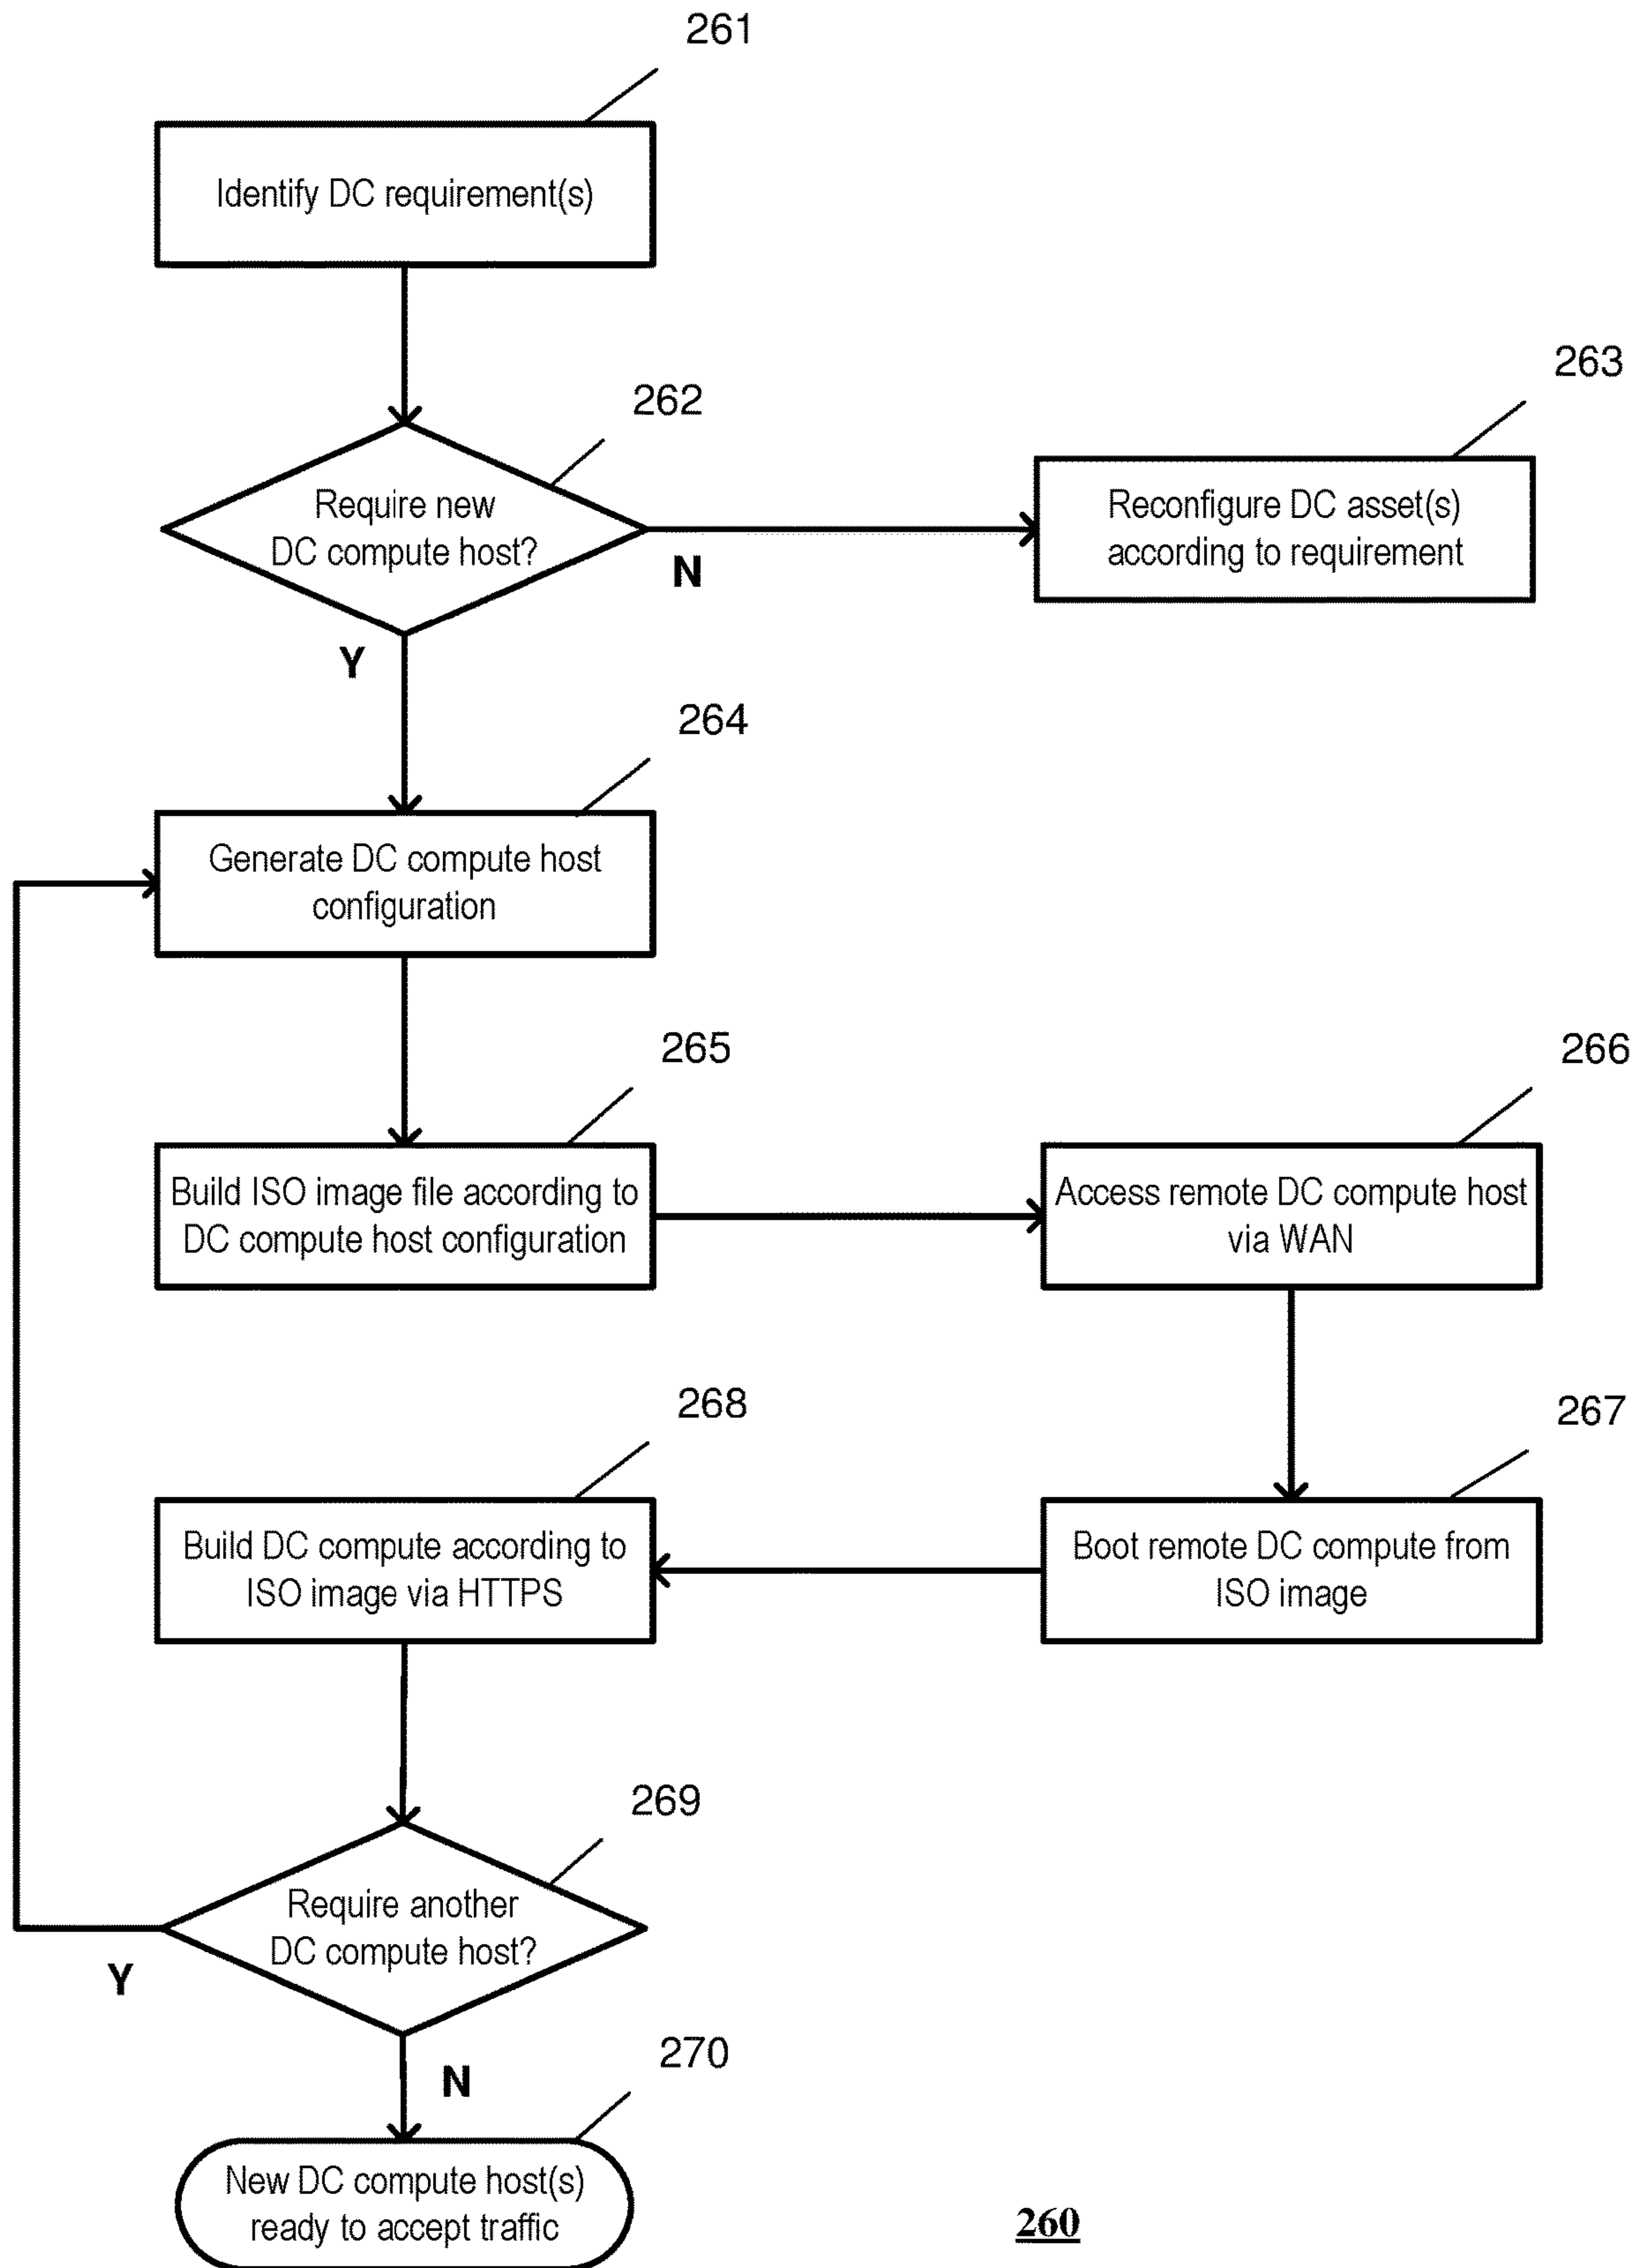 261
Identify DC requirement(s)
262
Require new
DC compute host?
N
Y
263
Reconfigure DC asset(s)
according to requirement
264
Generate DC compute host
configuration
265
Build ISO image file according to
DC compute host configuration
266
Access remote DC compute host
via WAN
267
Boot remote DC compute from
ISO image
268
Build DC compute according to
ISO image via HTTPS
269
Require another
DC compute host?
Y
N
270
New DC compute host(s)
ready to accept traffic
260